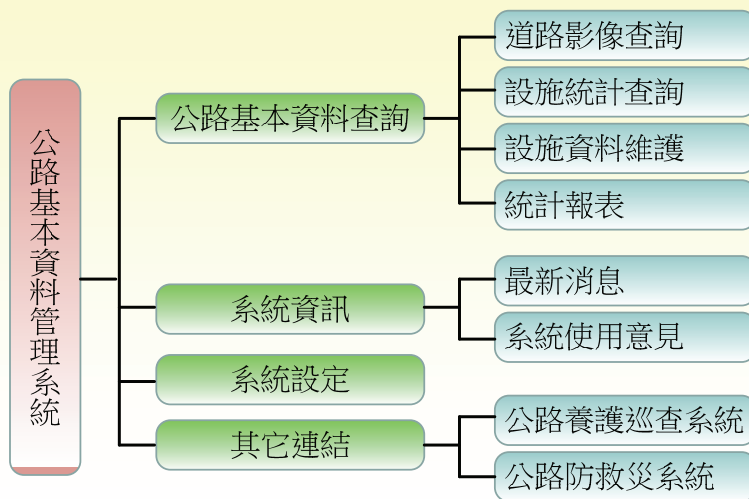 公路基本資料管理系統
公路基本資料查詢
道路影像查詢
設施統計查詢
設施資料維護
統計報表
系統資訊
最新消息
系統使用意見
系統設定
其它連結
公路養護巡查系統
公路防救災系統